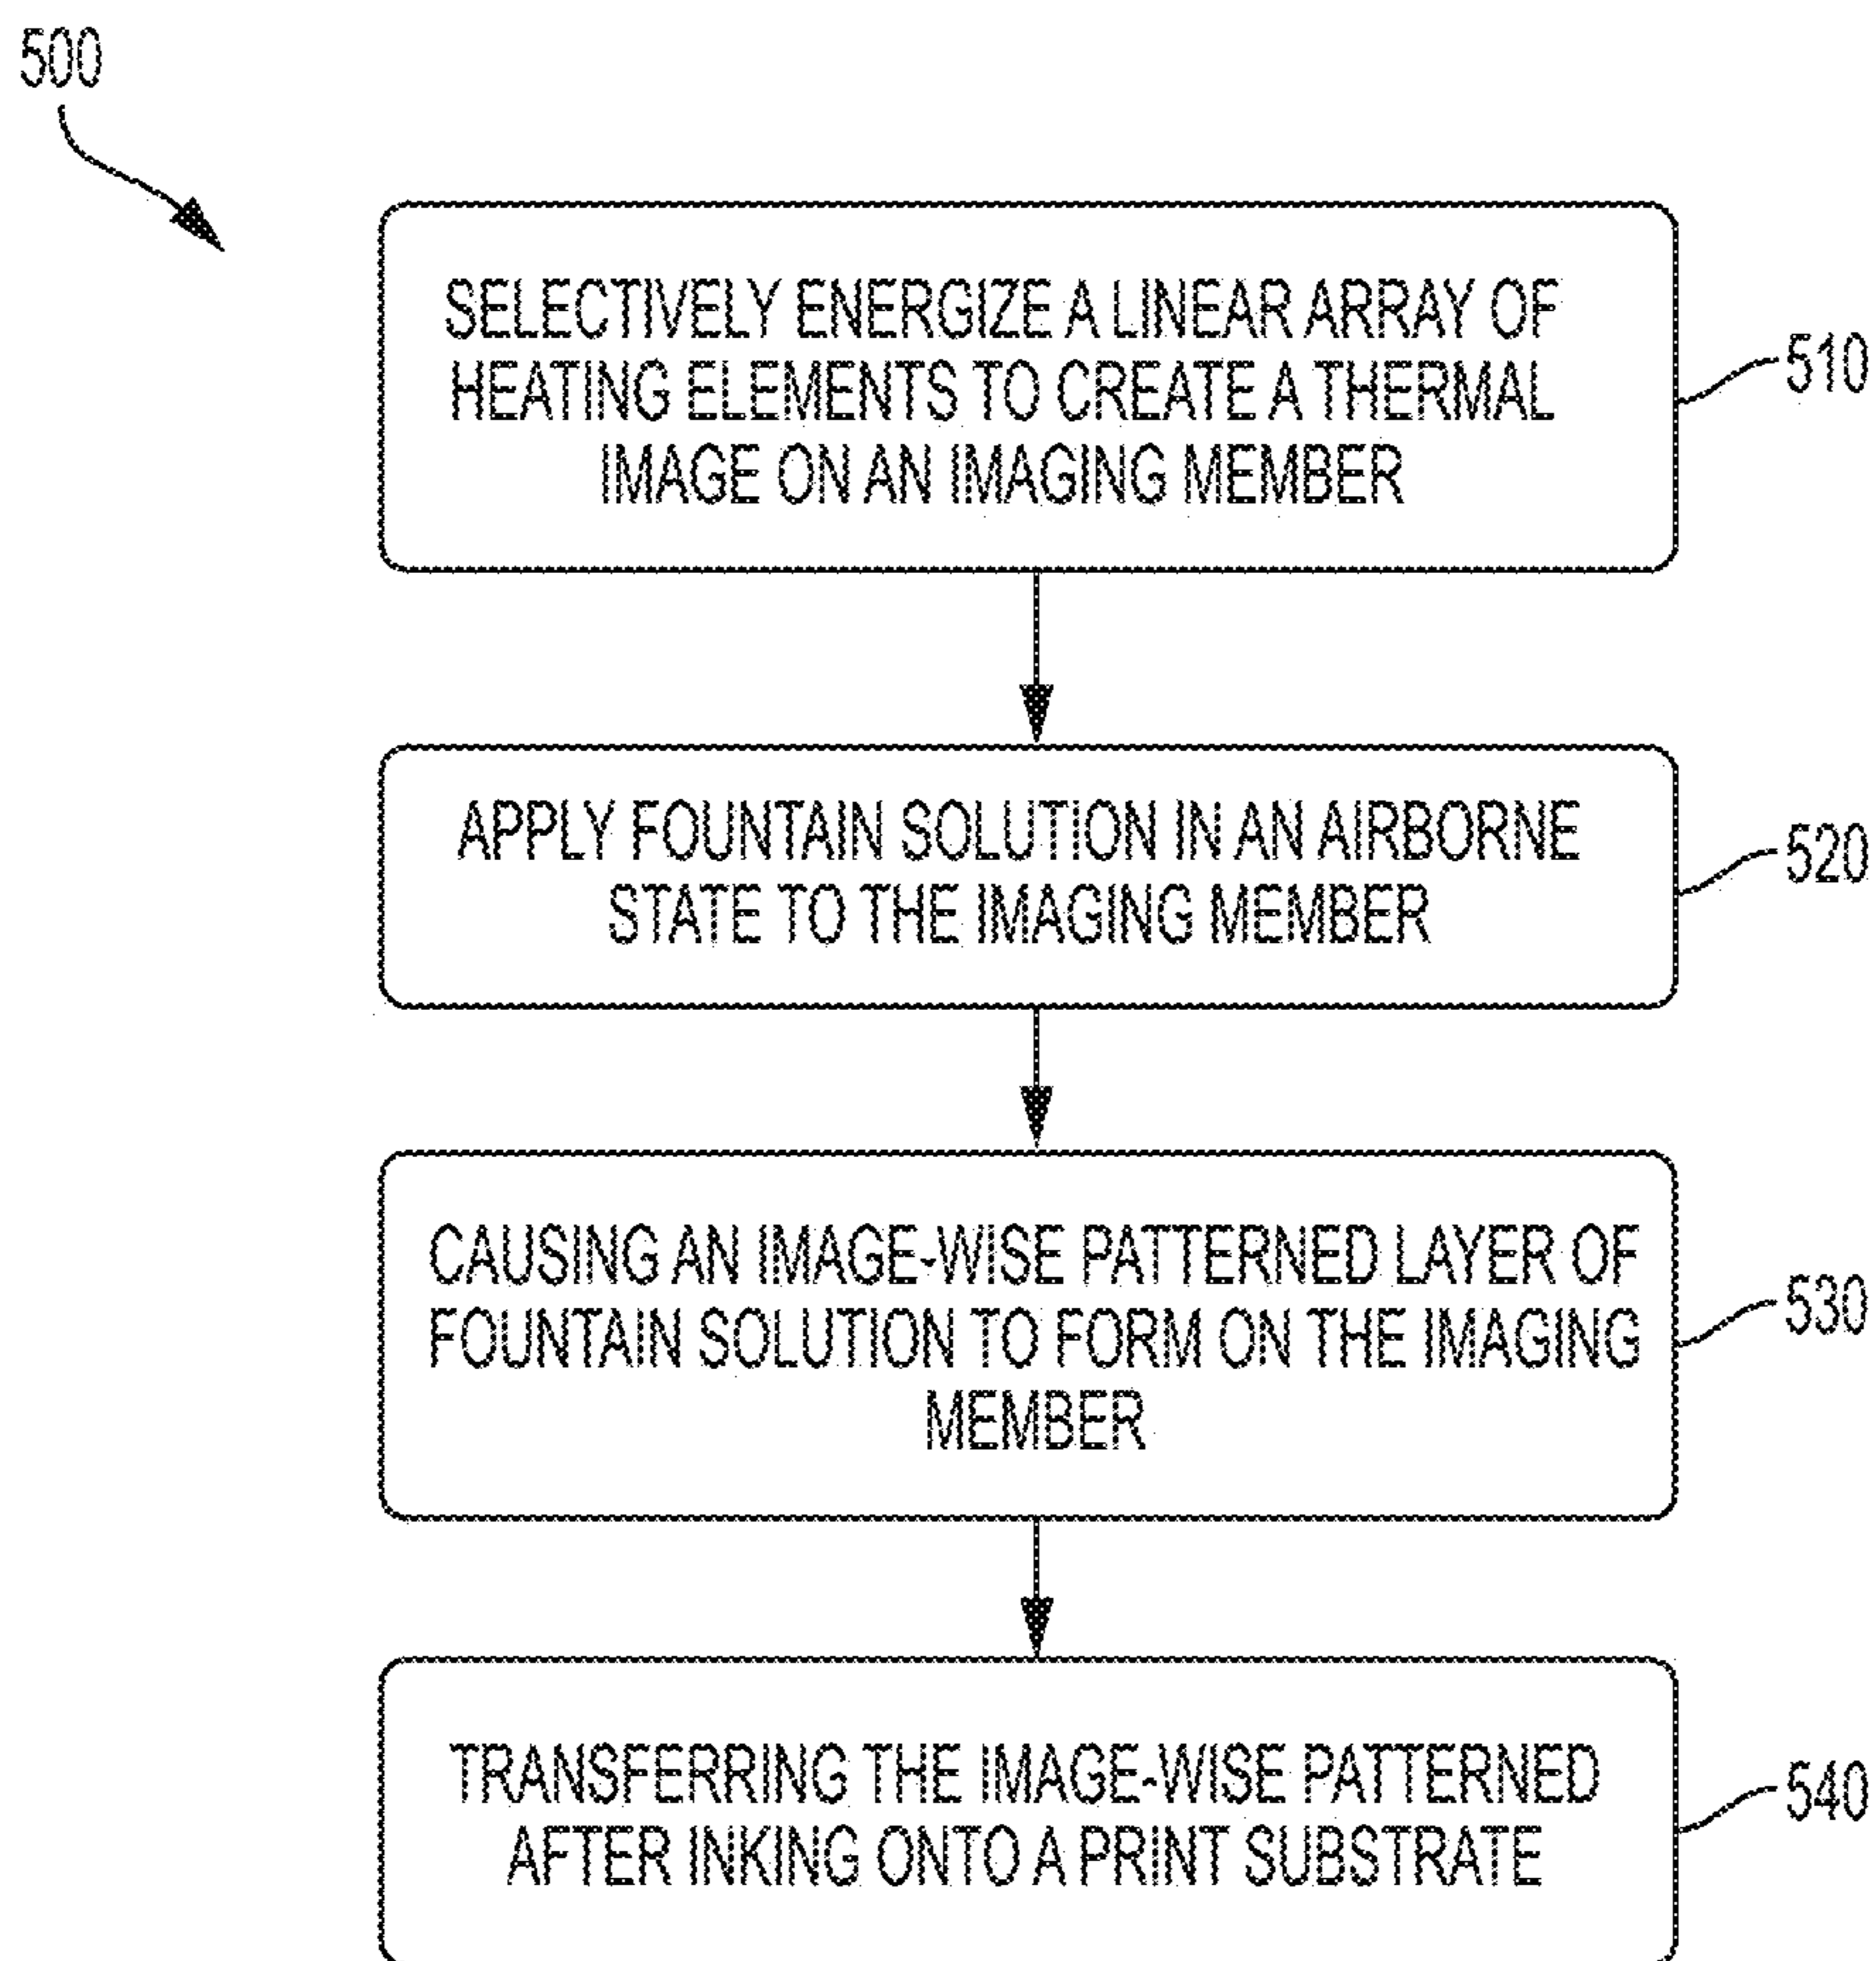 500
SELECTIVELY ENERGIZE A LINEAR ARRAY OF
HEATING ELEMENTS TO CREATE A THERMAL
IMAGE ON AN IMAGING MEMBER
510
APPLY FOUNTAIN SOLUTION IN AN AIRBORNE
STATE TO THE IMAGING MEMBER
520
CAUSING AN IMAGE-WISE PATTERNED LAYER OF
FOUNTAIN SOLUTION TO FORM ON THE IMAGING
MEMBER
530
TRANSFERRING THE IMAGE-WISE PATTERNED
AFTER INKING ONTO A PRINT SUBSTRATE
540